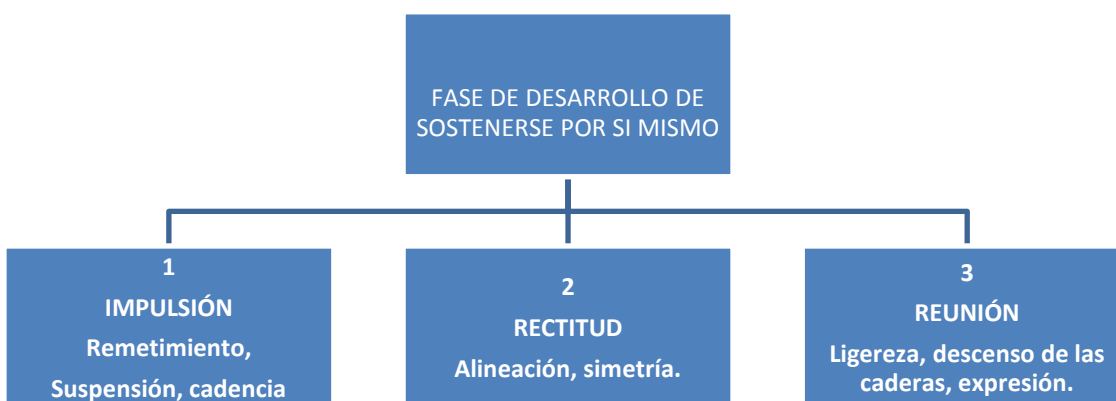 FASE DE DESARROLLO DE
SOSTENERSE POR SI MISMO
1
IMPULSIÓN
Remetimiento,
Suspensión, cadencia
2
RECTITUD
Alineación, simetría.
3
REUNIÓN
Ligereza, descenso de las
caderas, expresión.